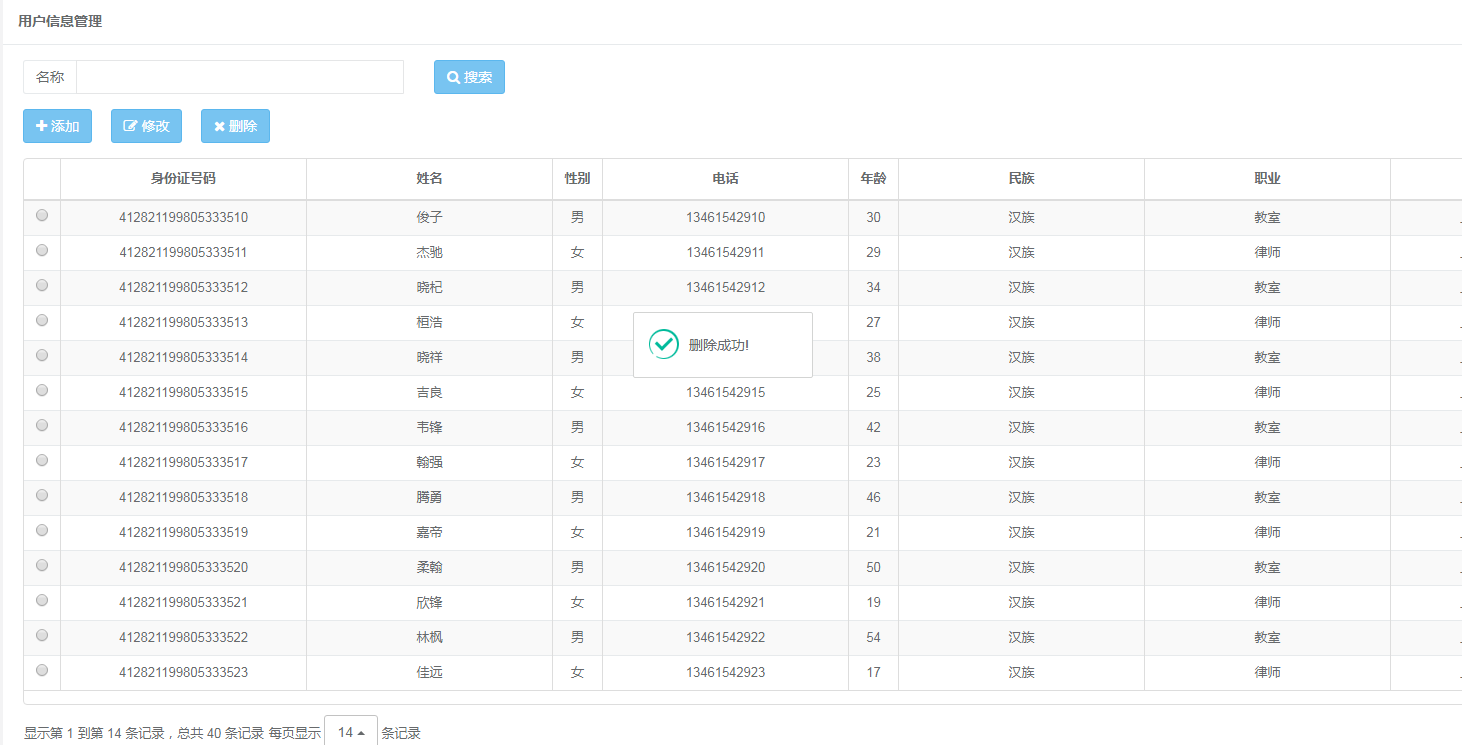 用户信息管理
名称
搜索
添加 修改 删除
身份证号码 姓名 性别 电话 年龄 民族 职业
412821199805333510 俊子 男 13461542910 30 汉族 教室
412821199805333511 杰驰 女 13461542911 29 汉族 律师
412821199805333512 晓杞 男 13461542912 34 汉族 教室
412821199805333513 桓浩 女 27 汉族 律师
412821199805333514 晓祥 男 38 汉族 教室
删除成功!
412821199805333515 吉良 女 13461542915 25 汉族 律师
412821199805333516 韦锋 男 13461542916 42 汉族 教室
412821199805333517 翰强 女 13461542917 23 汉族 律师
412821199805333518 腾勇 男 13461542918 46 汉族 教室
412821199805333519 嘉帝 女 13461542919 21 汉族 律师
412821199805333520 柔翰 男 13461542920 50 汉族 教室
412821199805333521 欣锋 女 13461542921 19 汉族 律师
412821199805333522 林枫 男 13461542922 54 汉族 教室
412821199805333523 佳远 女 13461542923 17 汉族 律师
显示第 1 到第 14 条记录，总共 40 条记录 每页显示 14 条记录